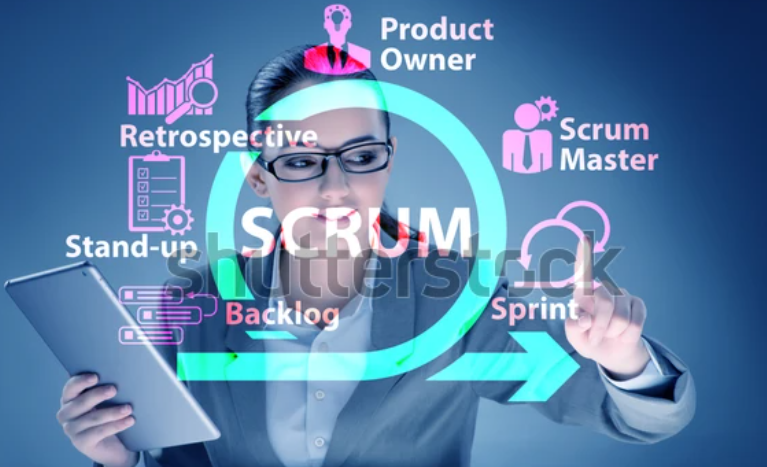 Product
Owner
Retrospective
Scrum
Master
SCRUM
Stand-up
shutterstock
Backlog
Sprint